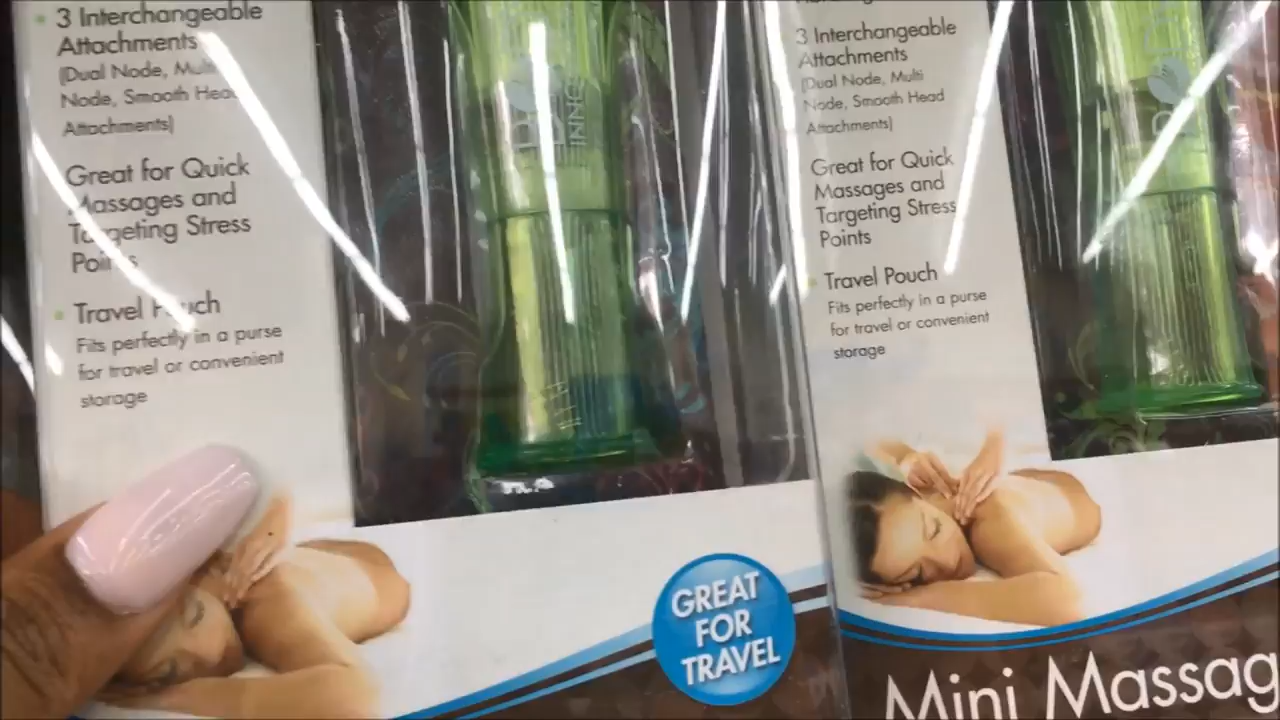 3 Interchangeable
Attachments
(Dual Node, Multi
Node, Smooth Head
Attachments)
Great for Quick
Massages and
Targeting Stress
Points
Travel Pouch
Fits perfectly in a purse
for travel or convenient
storage
GREAT
FOR
TRAVEL
3 Interchangeable
Attachments
(Dual Node, Multi
Node, Smooth Head
Attachments)
Great for Quick
Massages and
Targeting Stress
Points
Travel Pouch
Fits perfectly in a purse
for travel or convenient
storage
Mini Massag